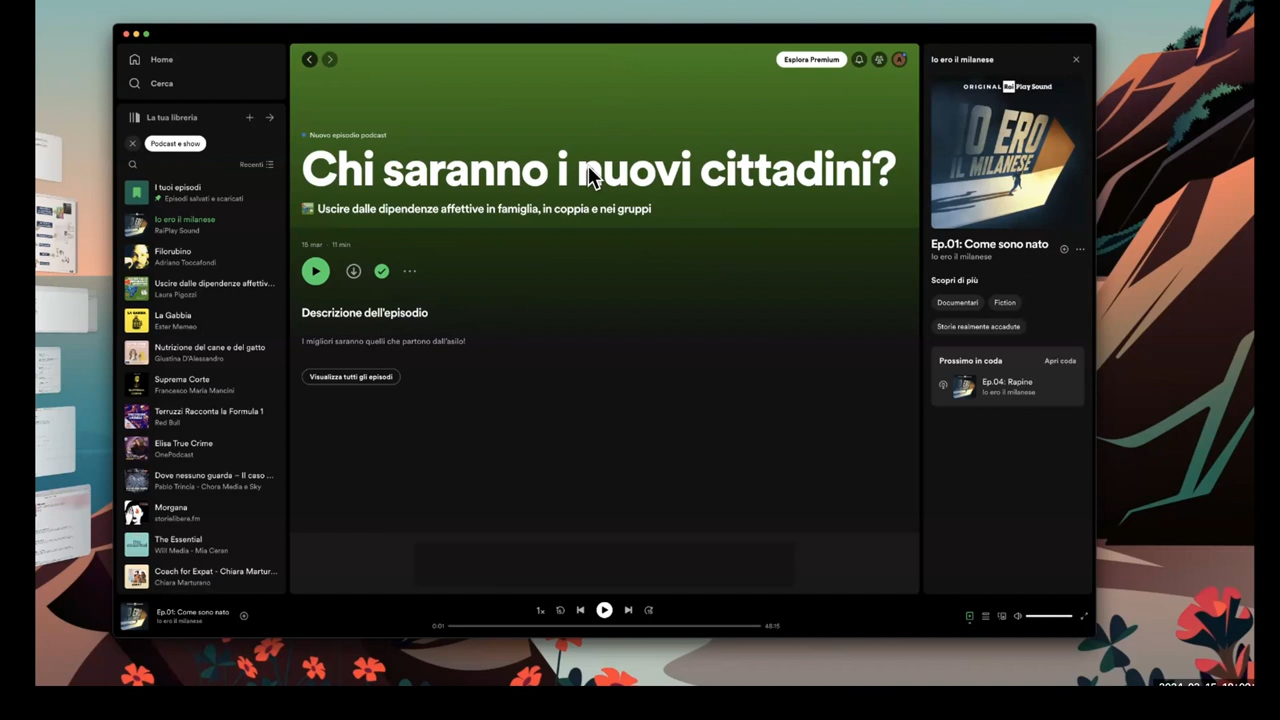 Home
Cerca
La tua libreria
Podcast e show
Recenti
I tuoi episodi
Episodi salvati e scaricati
Io ero il milanese
RaiPlay Sound
Filorubino
Adriano Toccafondi
Uscire dalle dipendenze affettiv...
Laura Pigozzi
La Gabbia
Ester Memeo
Nutrizione del cane e del gatto
Giustina D'Alessandro
Suprema Corte
Francesco Maria Mancini
Terruzzi Racconta la Formula 1
Red Bull
Elisa True Crime
OnePodcast
Dove nessuno guarda – Il caso ...
Pablo Trincia - Chora Media e Sky
Morgana
storielibere.fm
The Essential
Will Media - Mia Ceran
Coach for Expat - Chiara Martur...
Chiara Marturano
Esplora Premium
Nuovo episodio podcast
Chi saranno i nuovi cittadini?
Uscire dalle dipendenze affettive in famiglia, in coppia e nei gruppi
15 mar · 11 min
Descrizione dell'episodio
I migliori saranno quelli che partono dall'asilo!
Visualizza tutti gli episodi
Io ero il milanese
ORIGINAL Rai Play Sound
IO ERO
IL MILANESE
Ep.01: Come sono nato
Io ero il milanese
Scopri di più
Documentari
Fiction
Storie realmente accadute
Prossimo in coda
Apri coda
Ep.04: Rapine
Io ero il milanese
Ep.01: Come sono nato
Io ero il milanese
1x
0:01
45:15